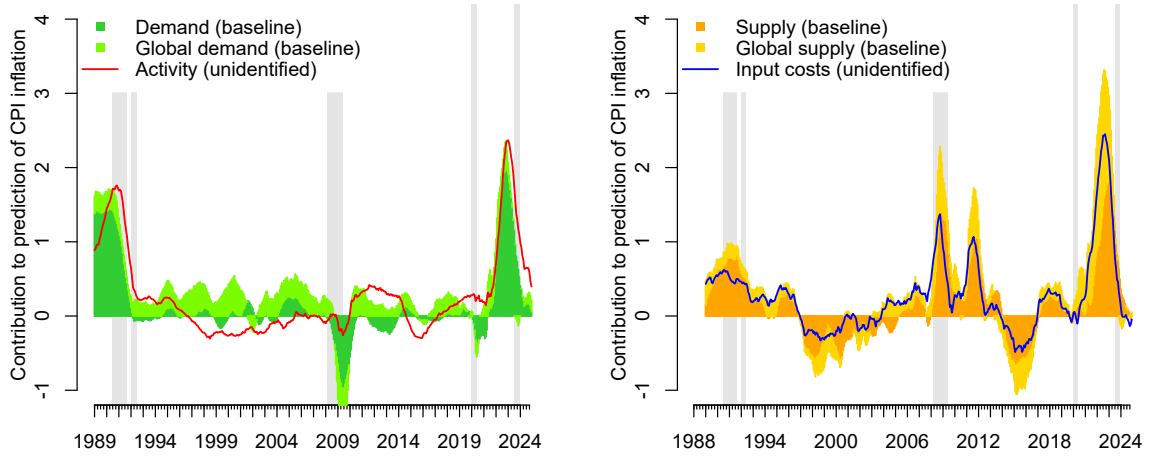 Contribution to prediction of CPI inflation
4
3
2
1
0
-1
Demand (baseline)
Global demand (baseline)
Activity (unidentified)
1989 1994 1999 2004 2009 2014 2019 2024
Contribution to prediction of CPI inflation
4
3
2
1
0
-1
Supply (baseline)
Global supply (baseline)
Input costs (unidentified)
1988 1994 2000 2006 2012 2018 2024